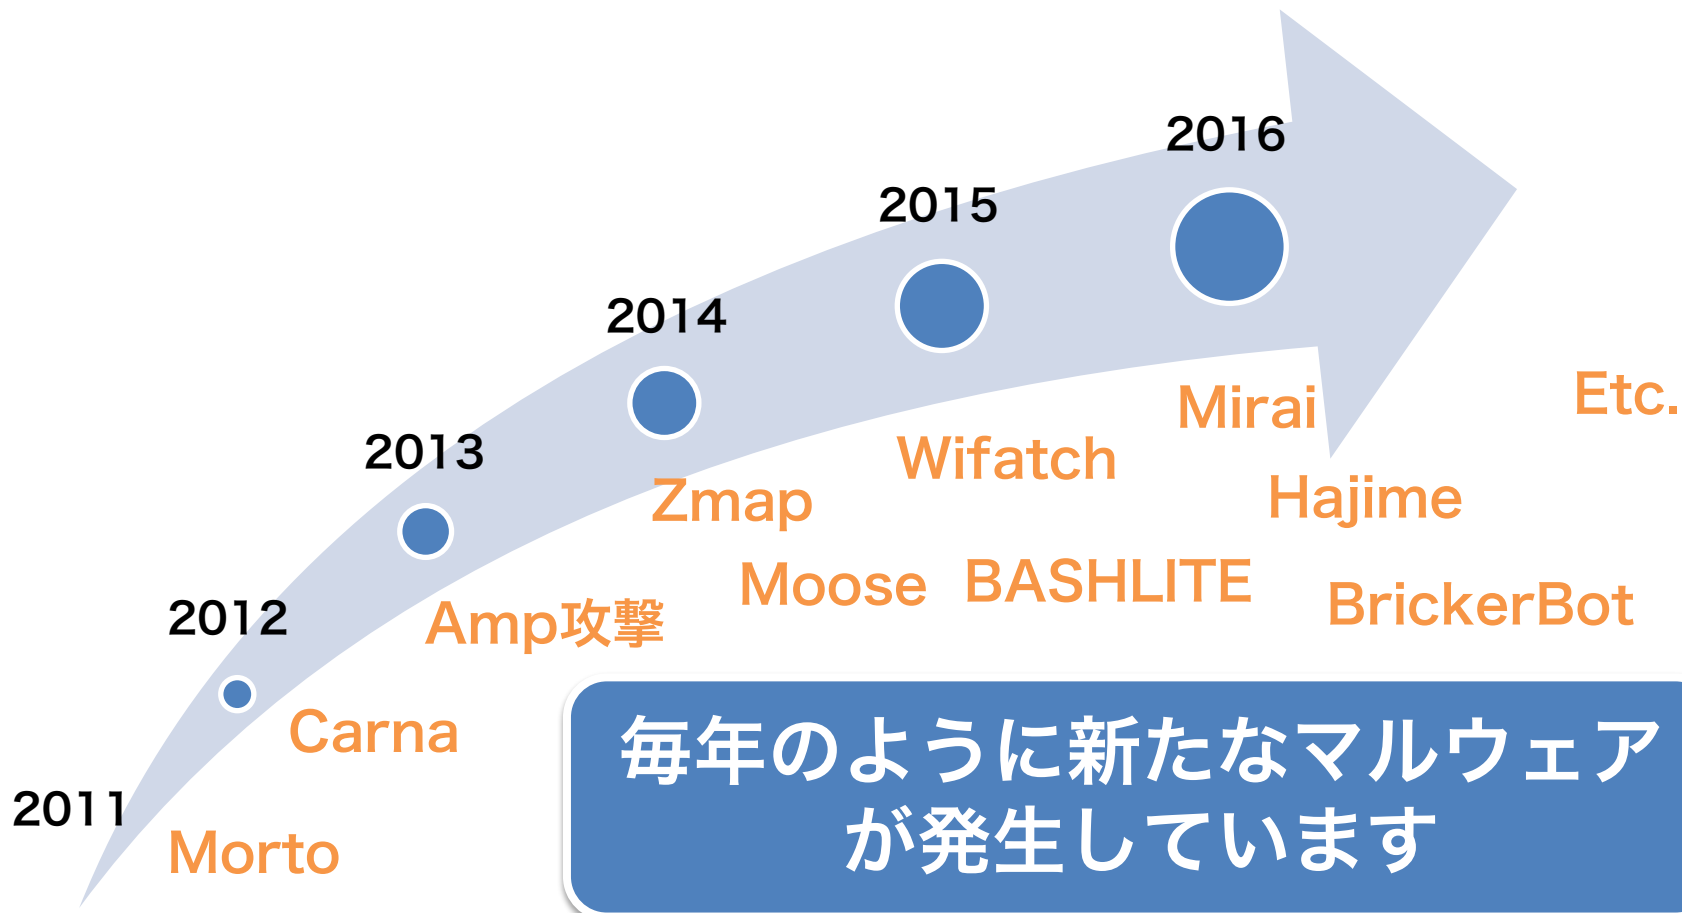 2011
Morto
2012
Carna
2013
Amp攻撃
2014
Zmap
Moose
2015
Wifatch
BASHLITE
2016
Mirai
Hajime
BrickerBot
Etc.
毎年のように新たなマルウェア
が発生しています